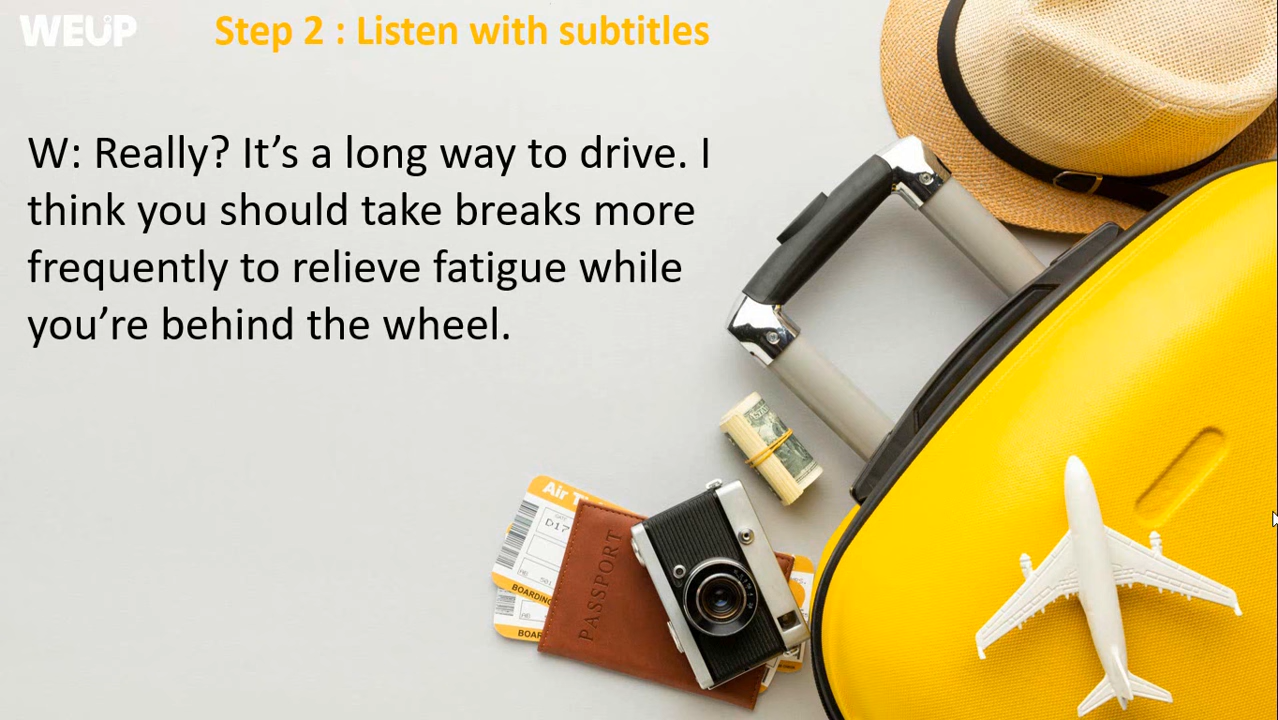 WEUP
Step 2 : Listen with subtitles
W: Really? It’s a long way to drive. I
think you should take breaks more
frequently to relieve fatigue while
you’re behind the wheel.
Air
D17
BOARDING
PASSPORT